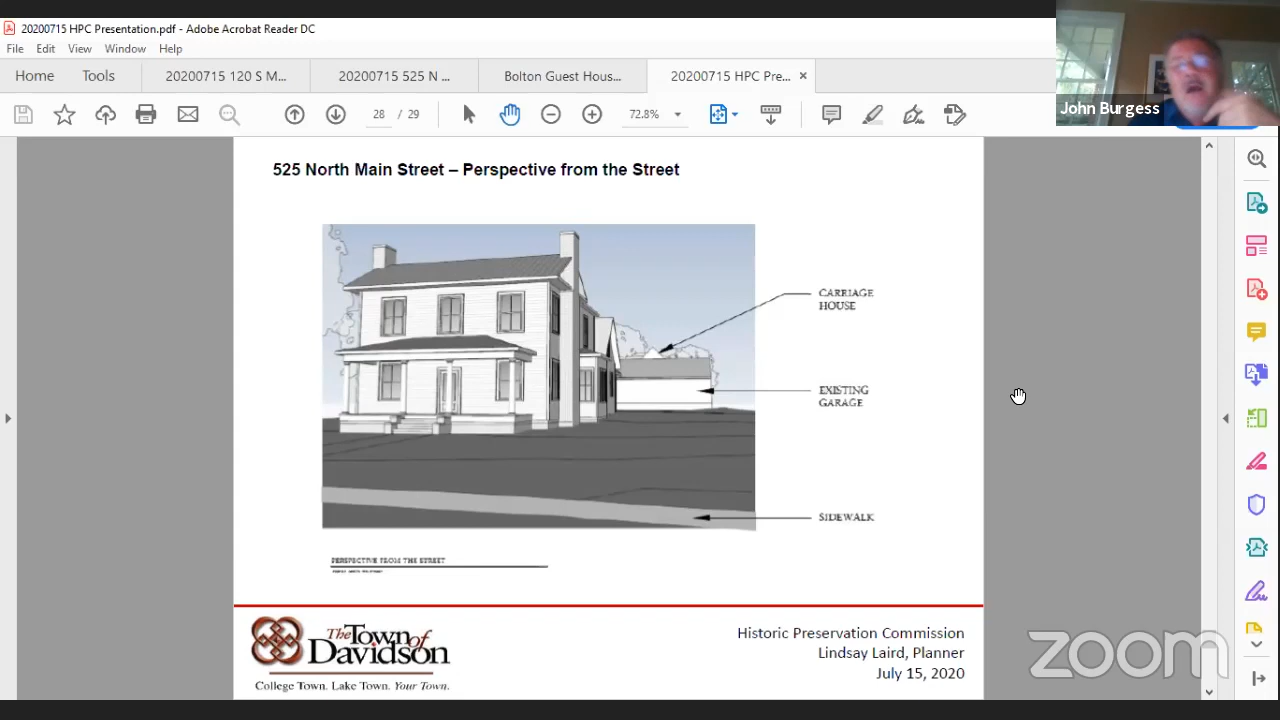 20200715 HPC Presentation.pdf - Adobe Acrobat Reader DC
File Edit View Window Help
Home Tools 20200715 120 S M... 20200715 525 N ... Bolton Guest Hous... 20200715 HPC Pre... ×
28 / 29 72.8%
John Burgess
525 North Main Street – Perspective from the Street
CARRIAGE
HOUSE
EXISTING
GARAGE
SIDEWALK
PERSPECTIVE FROM THE STREET
The Town of
Davidson
College Town. Lake Town. Your Town.
Historic Preservation Commission
Lindsay Laird, Planner
July 15, 2020
zoom